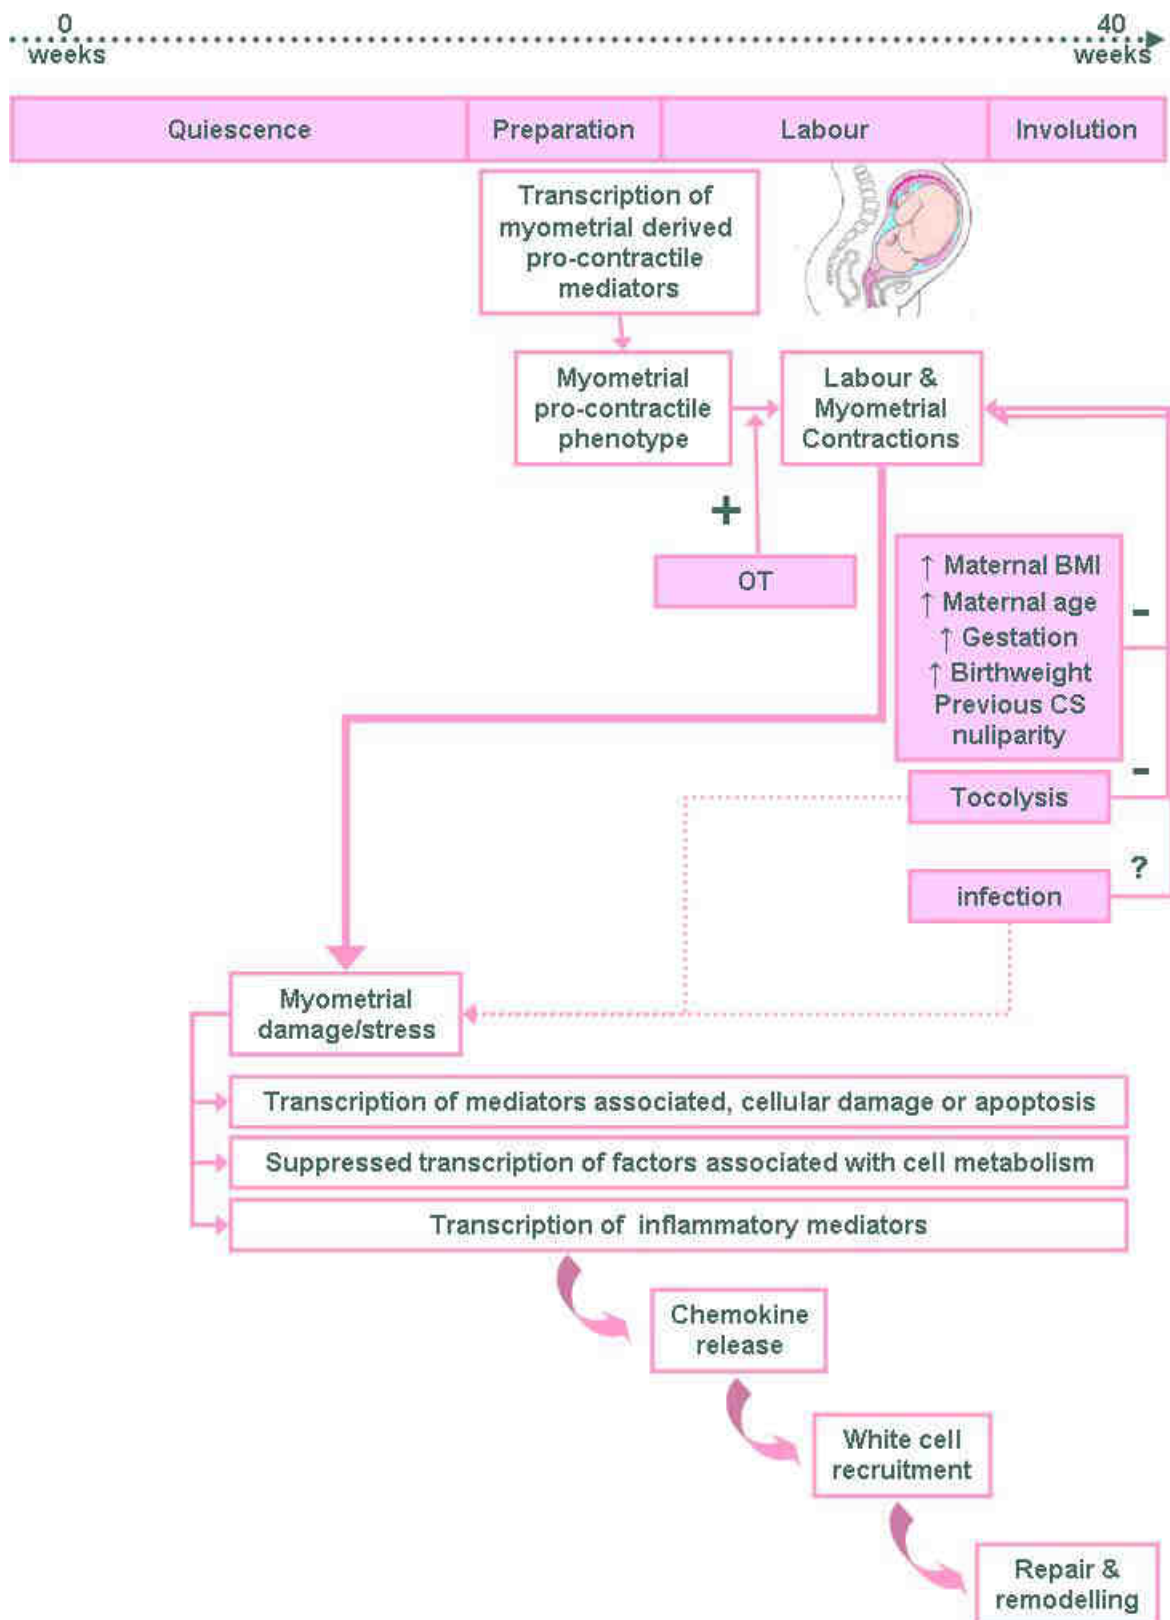 0
weeks
40
weeks
Quiescence
Preparation
Labour
Involution
Transcription of
myometrial derived
pro-contractile
mediators
Myometrial
pro-contractile
phenotype
Labour &
Myometrial
Contractions
+
OT
↑ Maternal BMI
↑ Maternal age
↑ Gestation
↑ Birthweight
Previous CS
nuliparity
-
-
Tocolysis
?
infection
Myometrial
damage/stress
Transcription of mediators associated, cellular damage or apoptosis
Suppressed transcription of factors associated with cell metabolism
Transcription of inflammatory mediators
Chemokine
release
White cell
recruitment
Repair &
remodelling